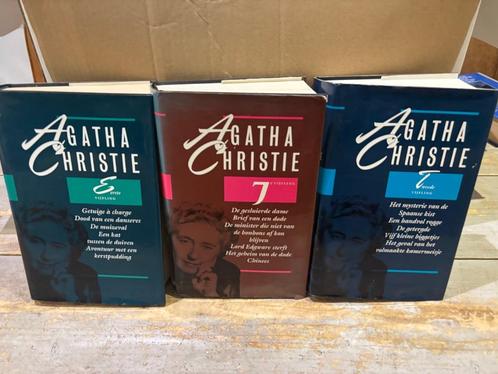 AGATHA
CHRISTIE
Eerste
VIJFLING
Getuige à charge
Dood van een danseres
De muizeval
Een kat
tussen de duiven
Avontuur met een
kerstpudding
AGATHA
CHRISTIE
7e VIJFLING
De gesluierde dame
Brief van een dode
De minister die niet van
de bonbons af kon
blijven
Lord Edgware sterft
Het geheim van de dode
Chinees
AGATHA
CHRISTIE
Tweede
VIJFLING
Het mysterie van de
Spaanse kist
Een handvol rogge
De getergde
Vijf kleine biggetjes
Het geval van het
volmaakte kamermeisje